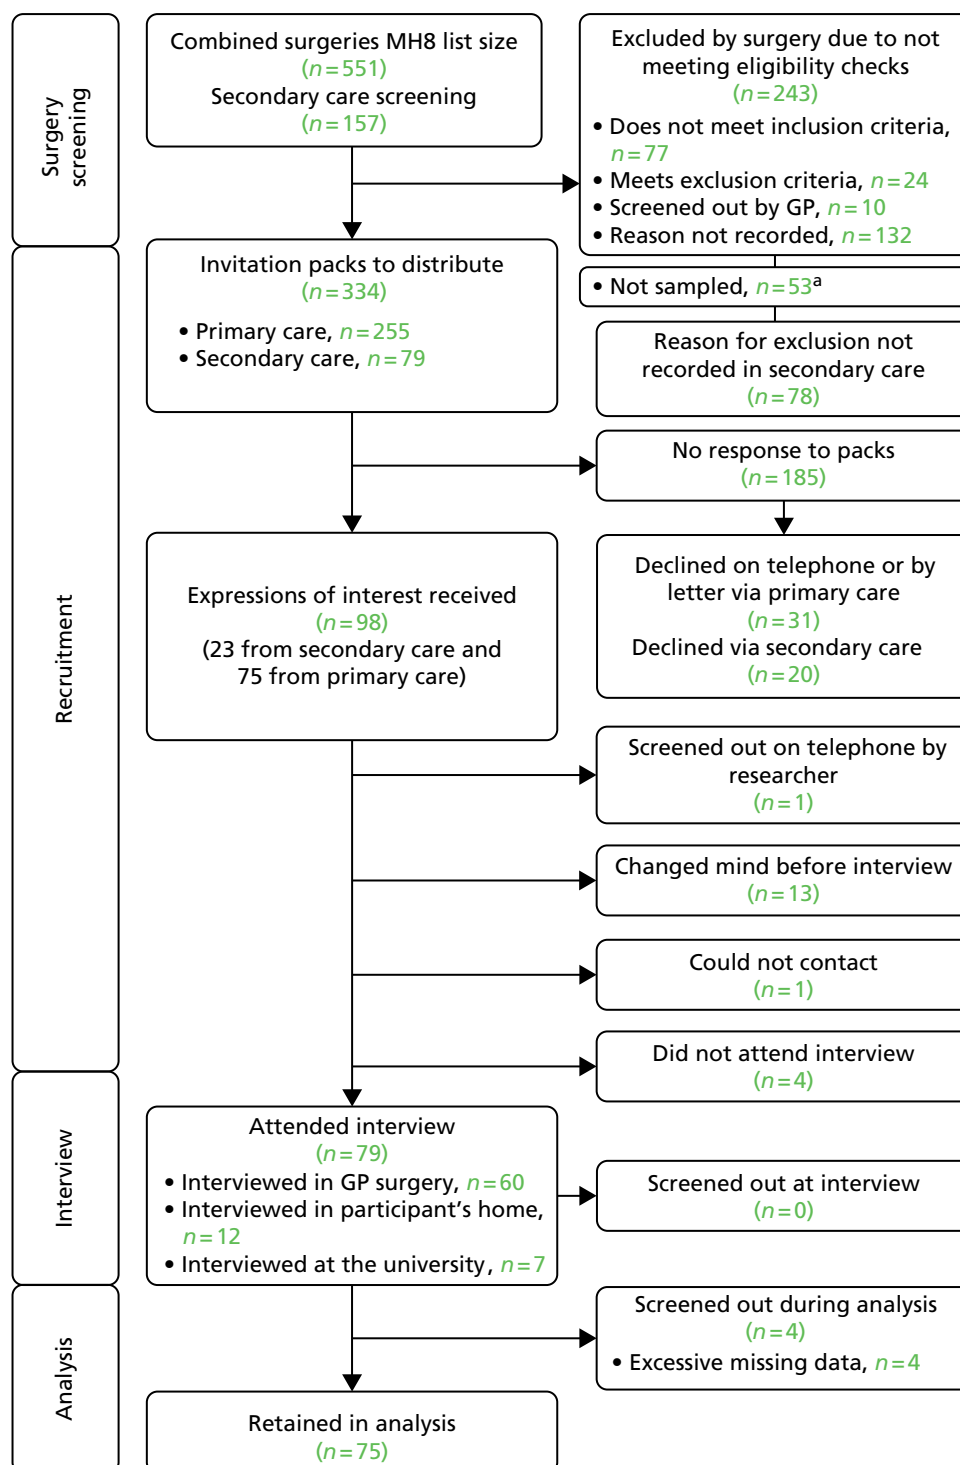 Surgery
screening
Combined surgeries MH8 list size
(n=551)
Secondary care screening
(n=157)
Excluded by surgery due to not
meeting eligibility checks
(n=243)
• Does not meet inclusion criteria,
n=77
• Meets exclusion criteria, n=24
• Screened out by GP, n=10
• Reason not recorded, n=132
• Not sampled, n=53a
Reason for exclusion not
recorded in secondary care
(n=78)
Recruitment
Invitation packs to distribute
(n=334)
• Primary care, n=255
• Secondary care, n=79
No response to packs
(n=185)
Declined on telephone or by
letter via primary care
(n=31)
Declined via secondary care
(n=20)
Expressions of interest received
(n=98)
(23 from secondary care and
75 from primary care)
Screened out on telephone by
researcher
(n=1)
Changed mind before interview
(n=13)
Could not contact
(n=1)
Did not attend interview
(n=4)
Interview
Attended interview
(n=79)
• Interviewed in GP surgery, n=60
• Interviewed in participant's home,
n=12
• Interviewed at the university, n=7
Screened out at interview
(n=0)
Analysis
Screened out during analysis
(n=4)
• Excessive missing data, n=4
Retained in analysis
(n=75)